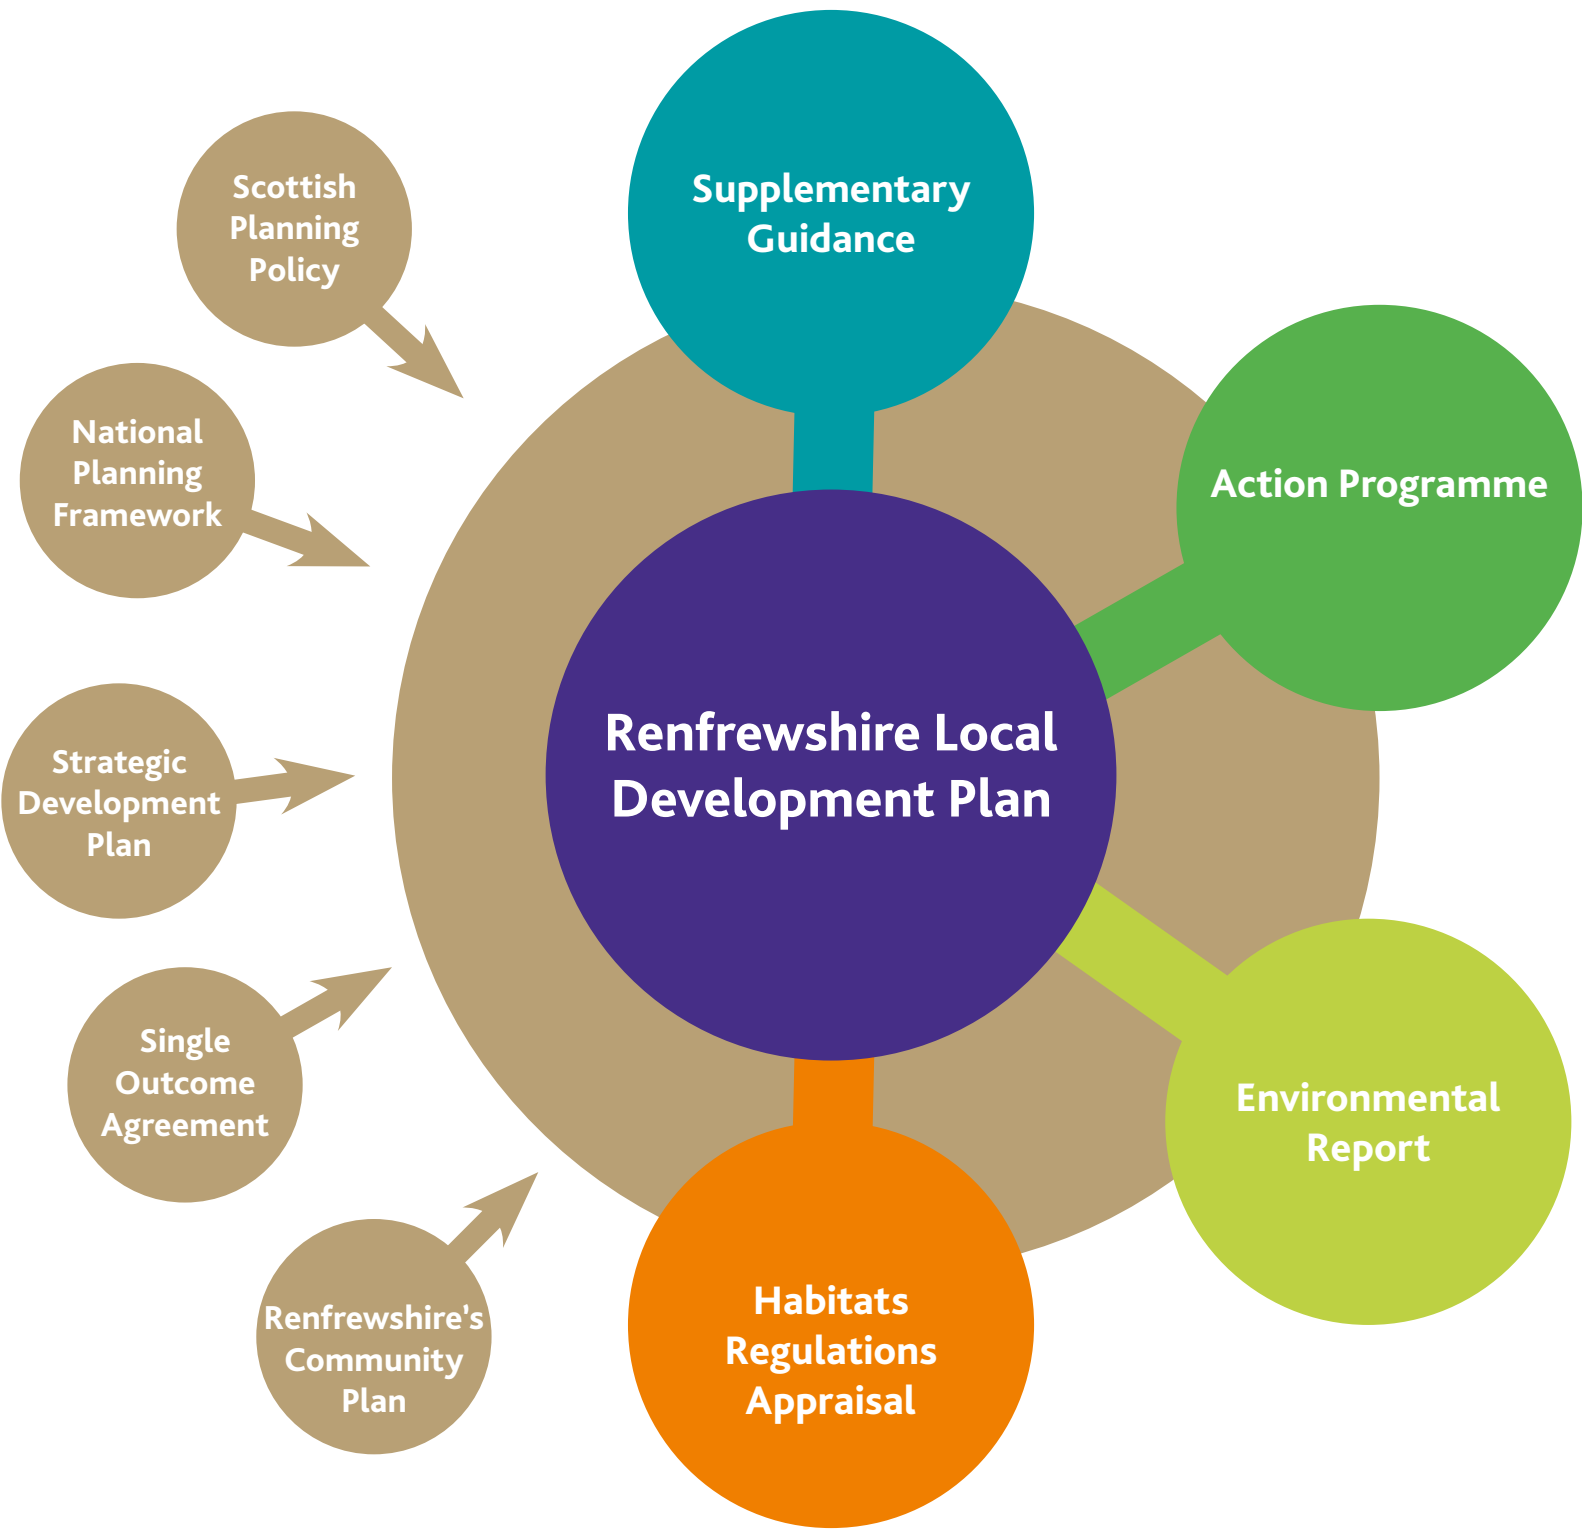 Scottish
Planning
Policy
National
Planning
Framework
Strategic
Development
Plan
Single
Outcome
Agreement
Renfrewshire's
Community
Plan
Supplementary
Guidance
Action Programme
Renfrewshire Local
Development Plan
Environmental
Report
Habitats
Regulations
Appraisal